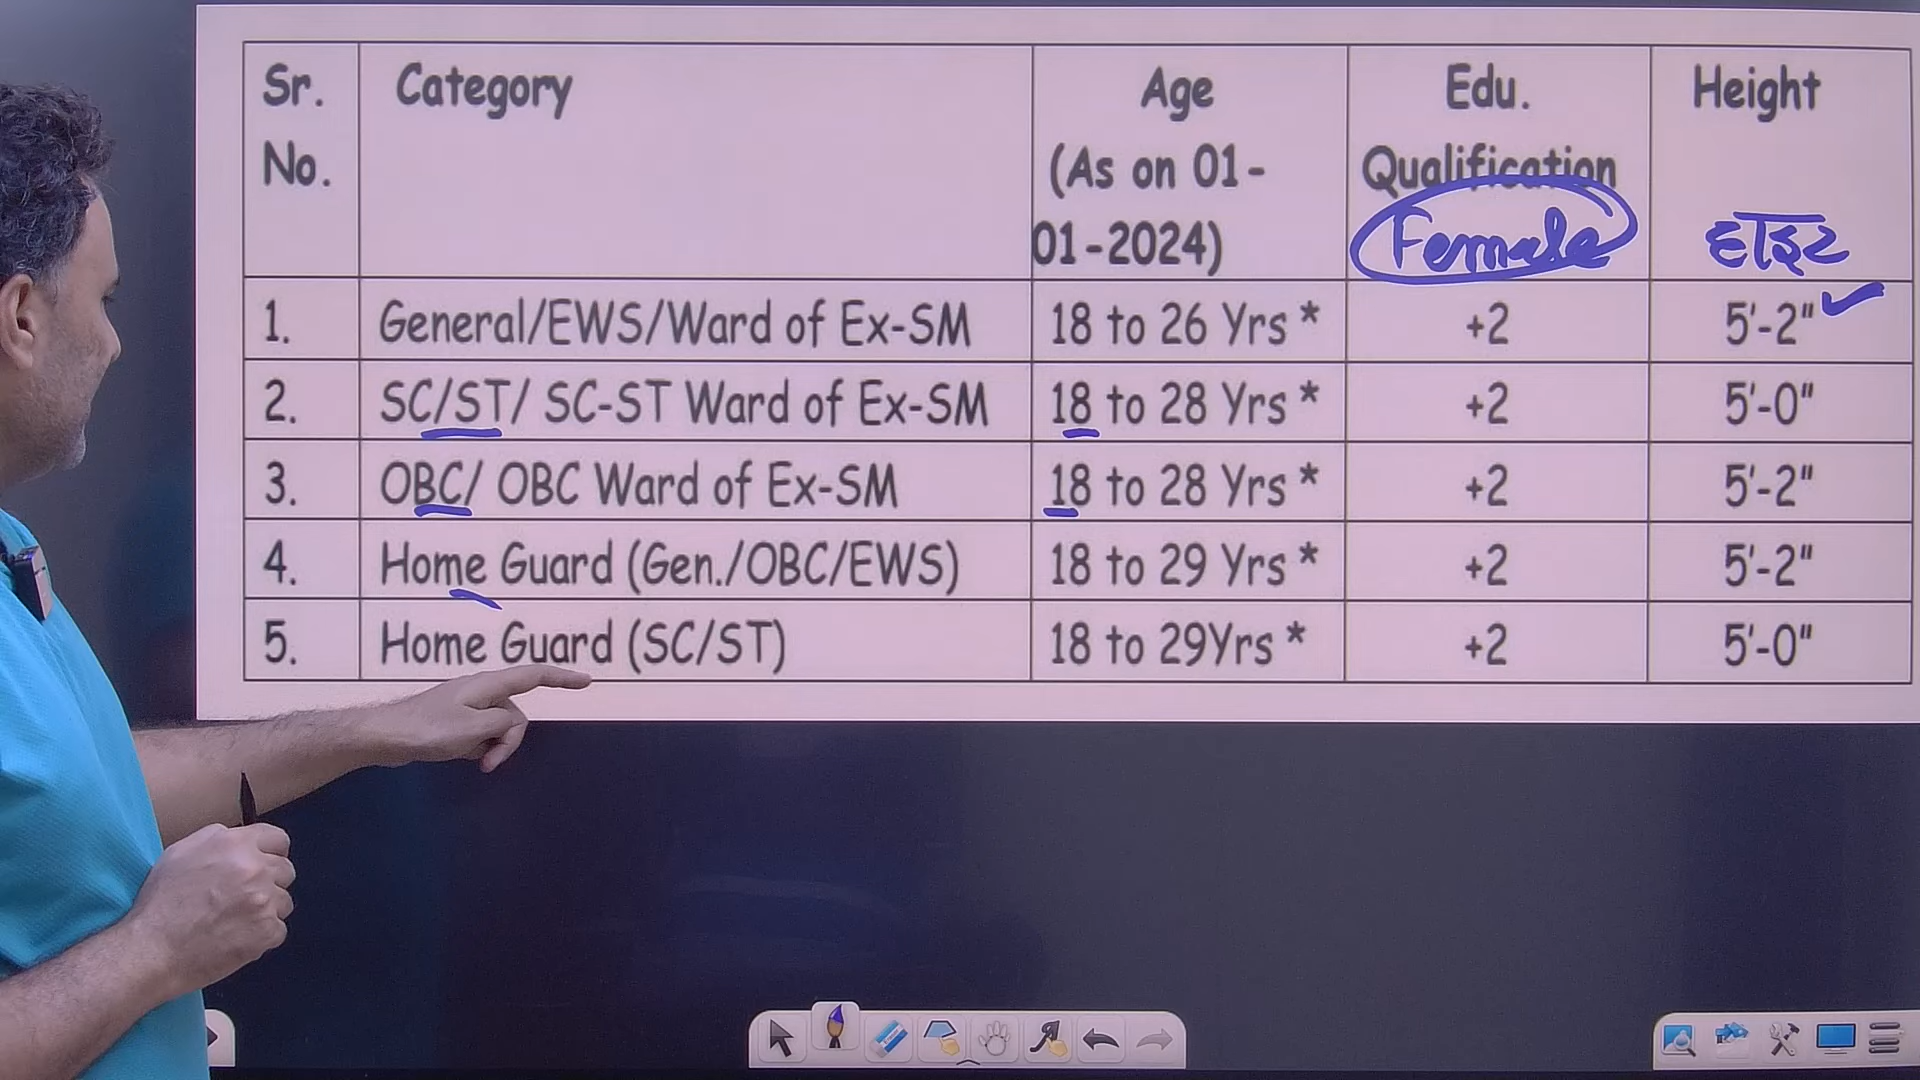 Sr. No. Category Age (As on 01-01-2024) Edu. Qualification Height
Female हाइट
1. General/EWS/Ward of Ex-SM 18 to 26 Yrs * +2 5'-2"
2. SC/ST/ SC-ST Ward of Ex-SM 18 to 28 Yrs * +2 5'-0"
3. OBC/ OBC Ward of Ex-SM 18 to 28 Yrs * +2 5'-2"
4. Home Guard (Gen./OBC/EWS) 18 to 29 Yrs * +2 5'-2"
5. Home Guard (SC/ST) 18 to 29Yrs * +2 5'-0"